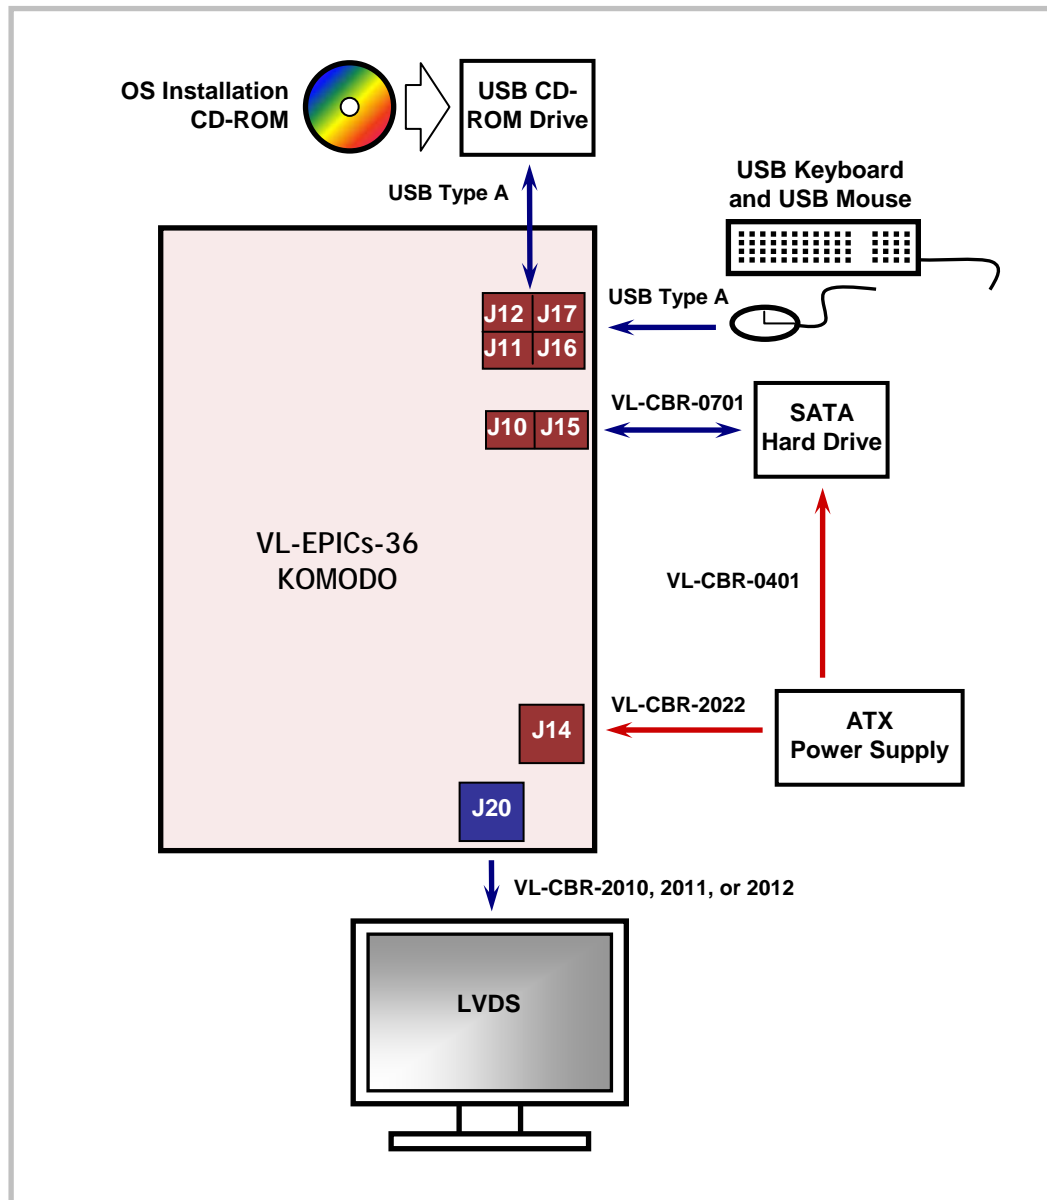 OS Installation
CD-ROM
USB CD-
ROM Drive
USB Type A
USB Keyboard
and USB Mouse
USB Type A
J12 J17
J11 J16
VL-CBR-0701
SATA
Hard Drive
J10 J15
VL-EPICs-36
KOMODO
VL-CBR-0401
VL-CBR-2022
ATX
Power Supply
J14
J20
VL-CBR-2010, 2011, or 2012
LVDS